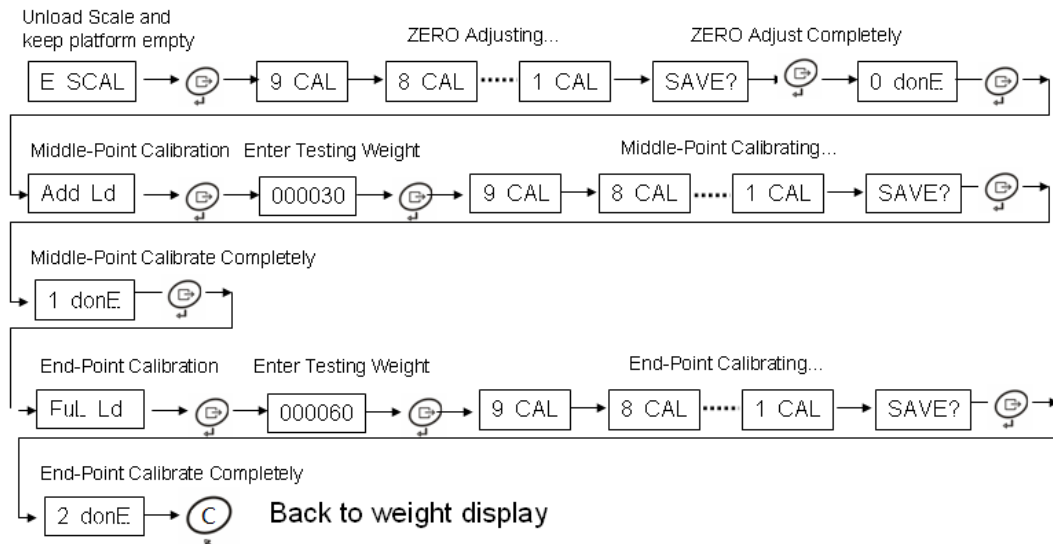 Unload Scale and
keep platform empty
ZERO Adjusting...
ZERO Adjust Completely
E SCAL
9 CAL
8 CAL
1 CAL
SAVE?
0 donE
Middle-Point Calibration
Enter Testing Weight
Middle-Point Calibrating...
Add Ld
000030
9 CAL
8 CAL
1 CAL
SAVE?
Middle-Point Calibrate Completely
1 donE
End-Point Calibration
Enter Testing Weight
End-Point Calibrating...
FuL Ld
000060
9 CAL
8 CAL
1 CAL
SAVE?
End-Point Calibrate Completely
2 donE
C
Back to weight display